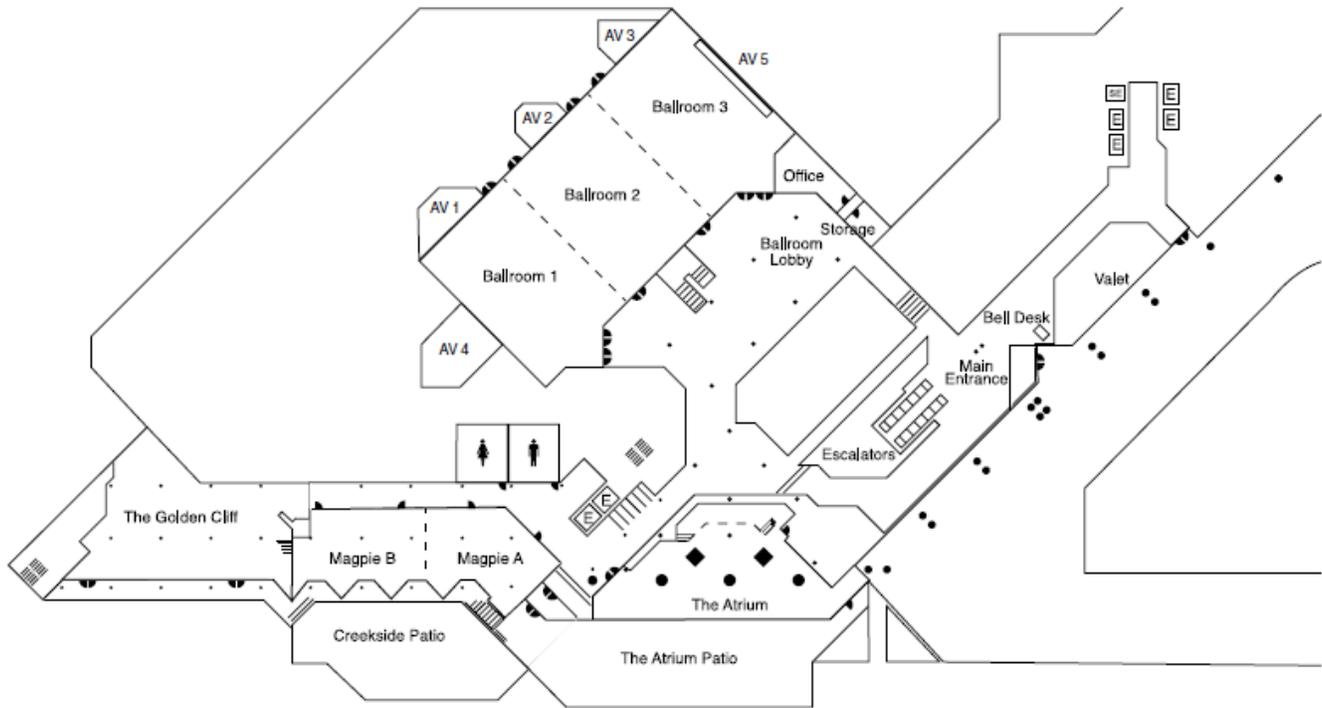 AV 3
AV 5
SE
E
Ballroom 3
AV 2
E
E
E
Office
Ballroom 2
AV 1
Storage
Ballroom
Lobby
Ballroom 1
Valet
Bell Desk
AV 4
Main
Entrance
Escalators
E
E
The Golden Cliff
Magpie B
Magpie A
The Atrium
Creekside Patio
The Atrium Patio